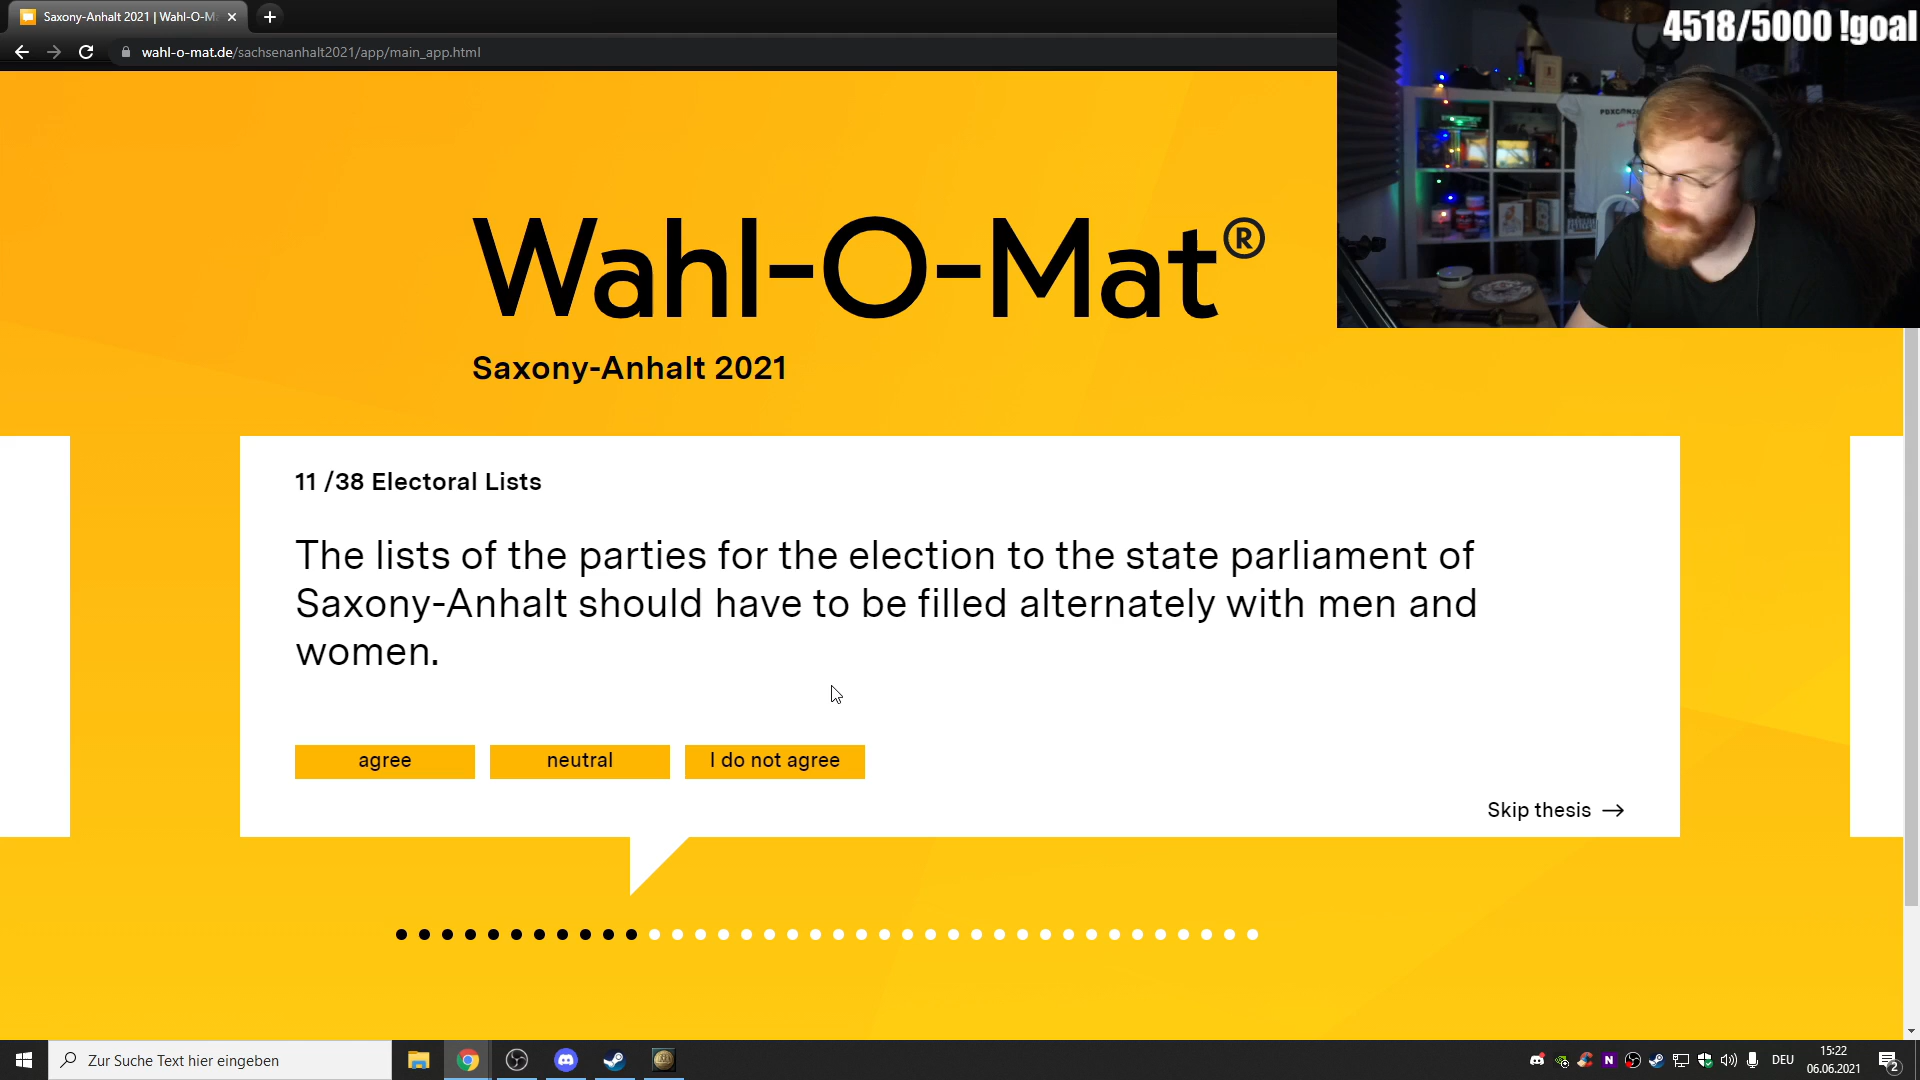 Saxony-Anhalt 2021 | Wahl-O-M
4518/5000 !goal
wahl-o-mat.de/sachsenanhalt2021/app/main_app.html
Wahl-O-Mat®
Saxony-Anhalt 2021
11 /38 Electoral Lists
The lists of the parties for the election to the state parliament of
Saxony-Anhalt should have to be filled alternately with men and
women.
agree
neutral
I do not agree
Skip thesis →
Zur Suche Text hier eingeben
DEU
15:22
06.06.2021
2